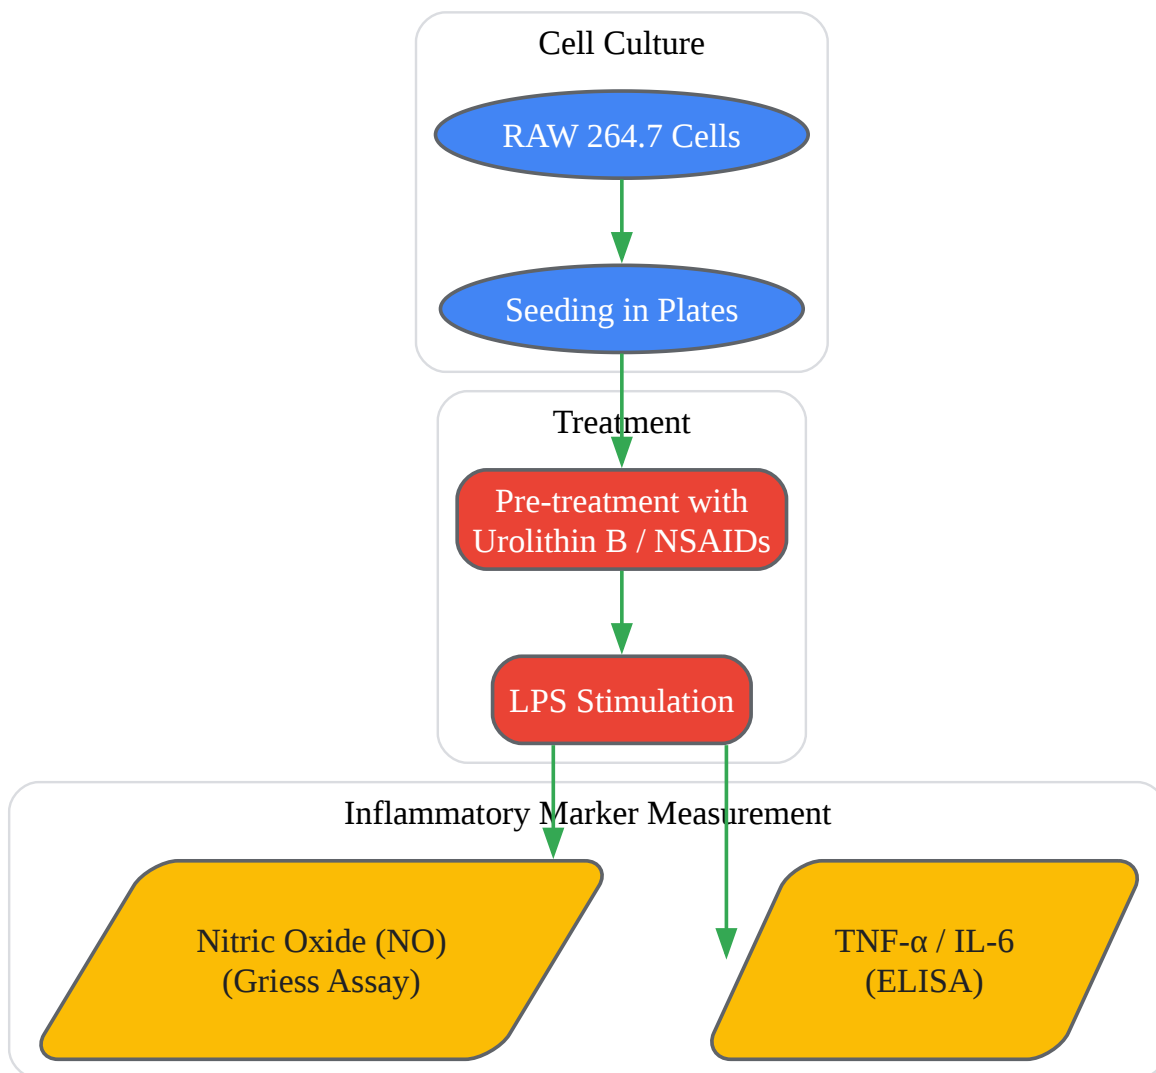 Cell Culture
RAW 264.7 Cells
Seeding in Plates
Treatment
Pre-treatment with
Urolithin B / NSAIDs
LPS Stimulation
Inflammatory Marker Measurement
Nitric Oxide (NO)
(Griess Assay)
TNF-α / IL-6
(ELISA)